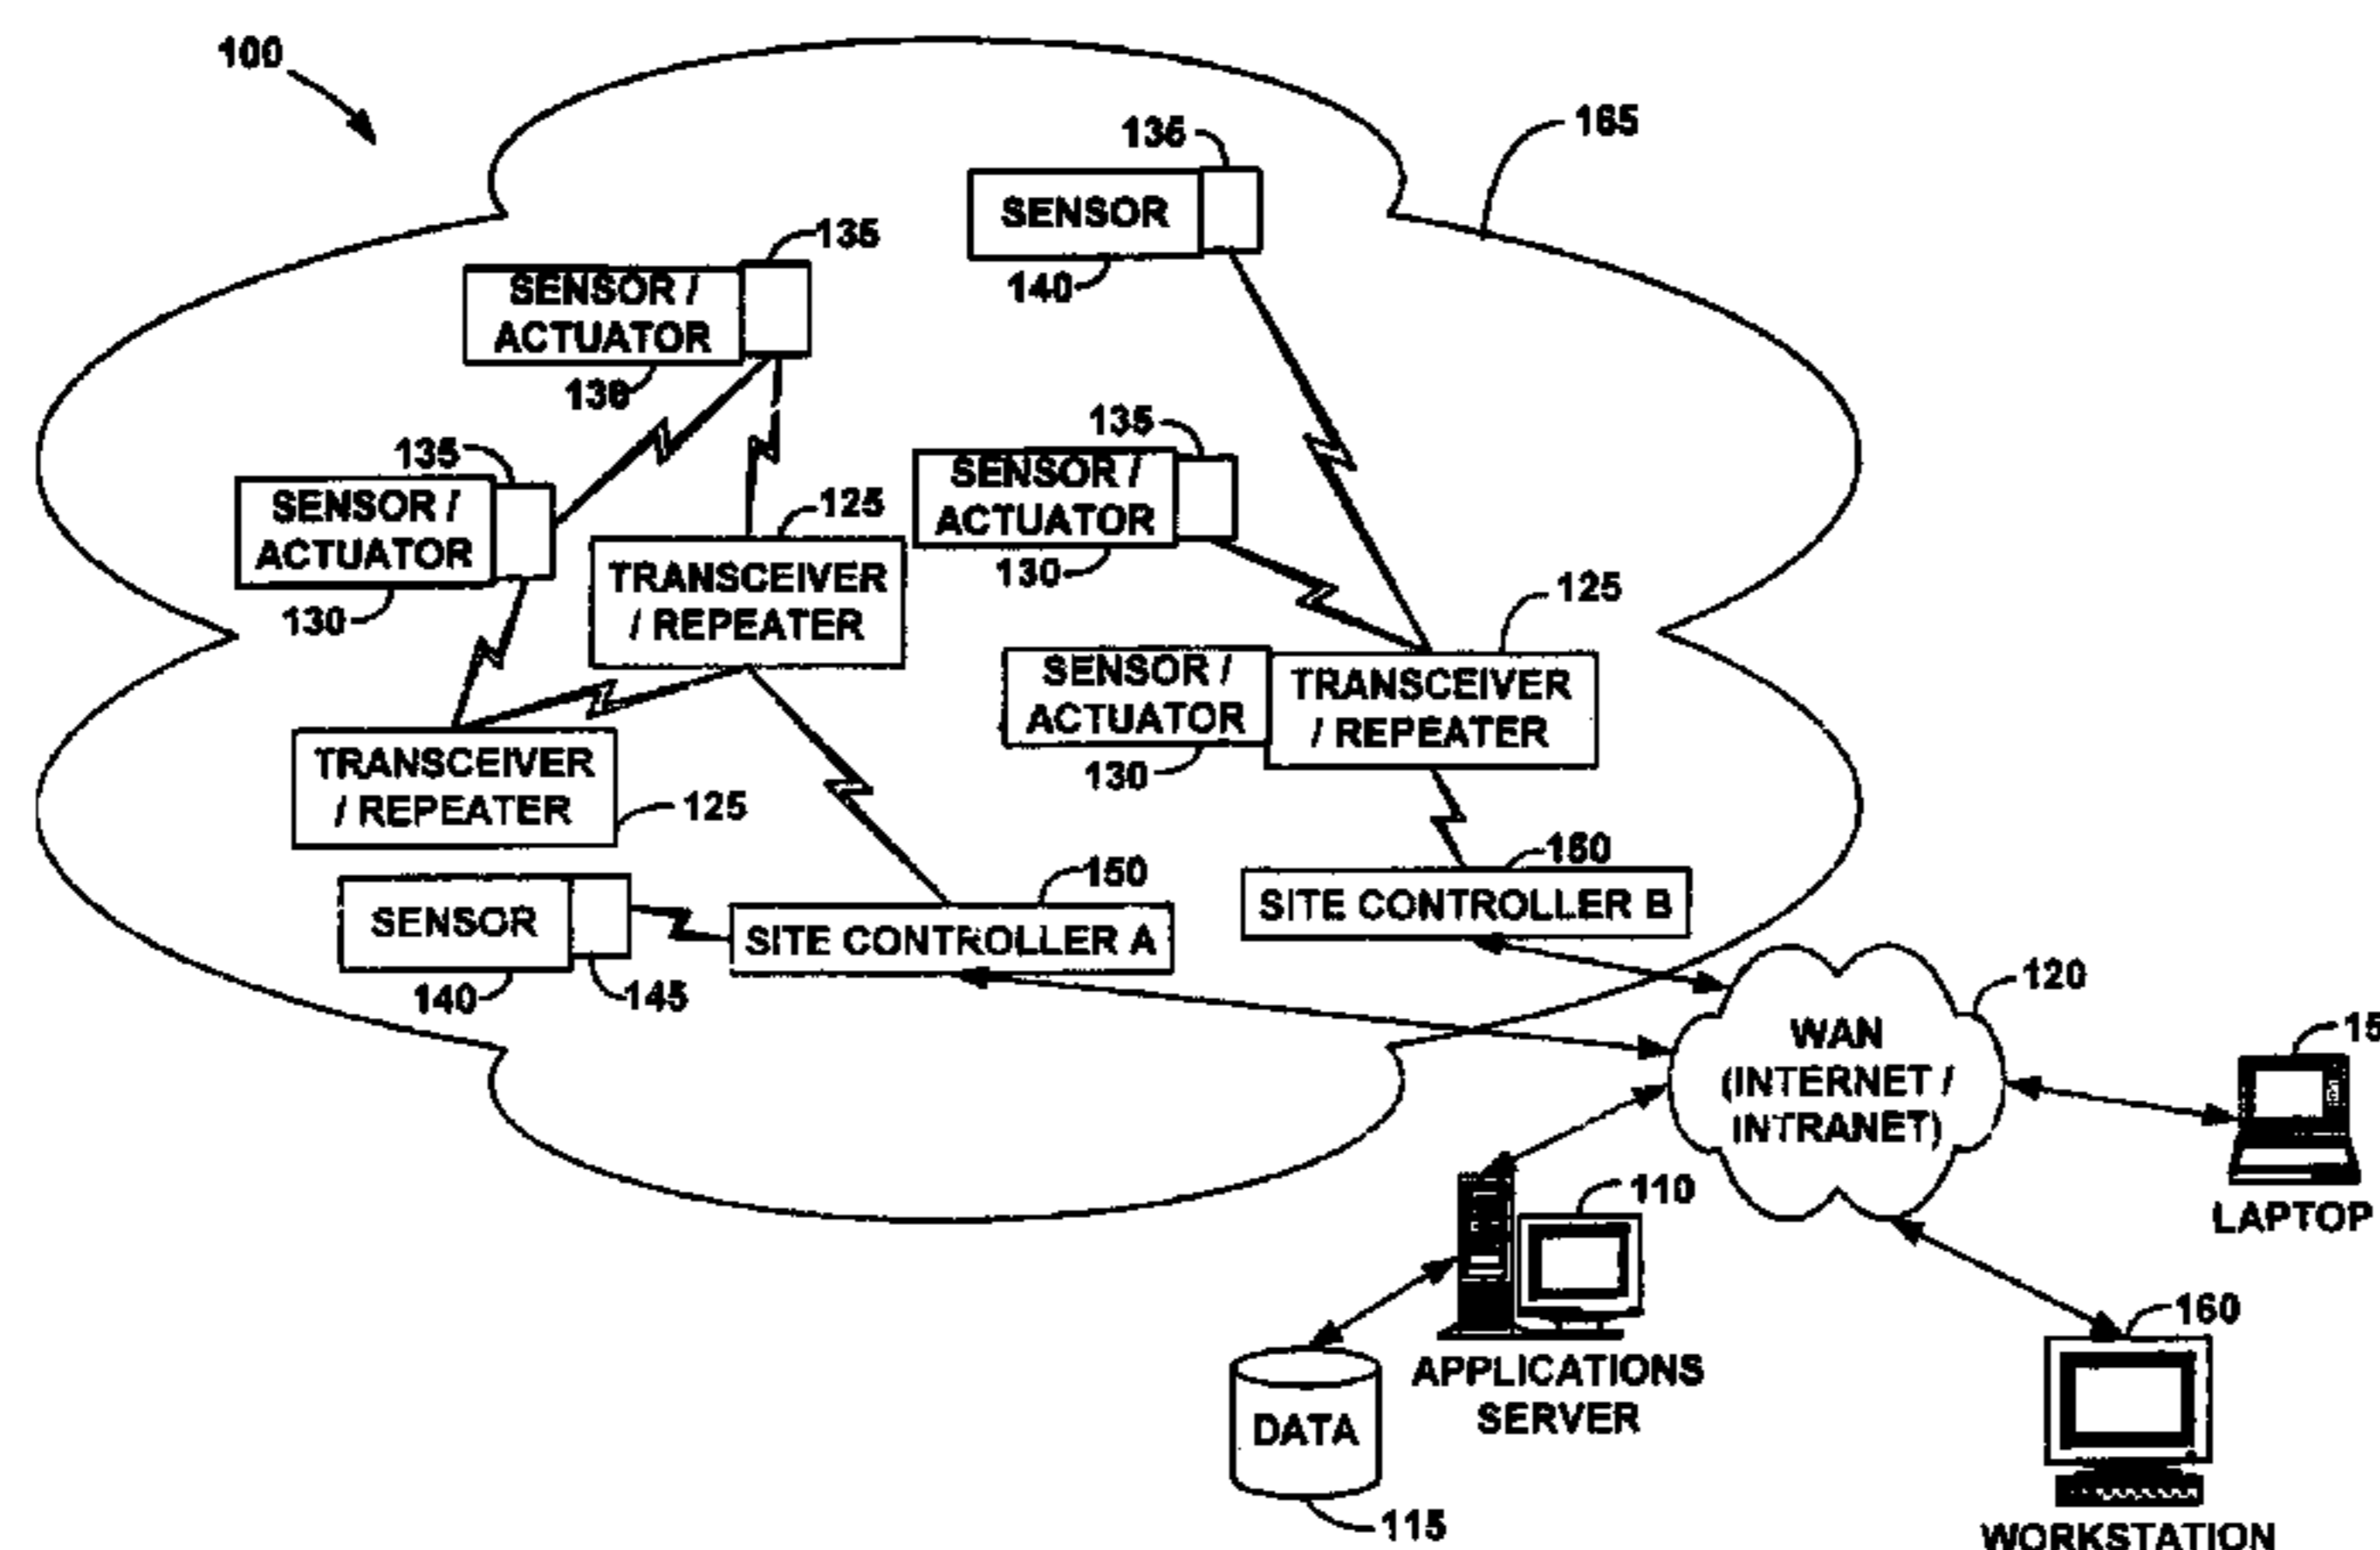 100
165
135
SENSOR
140
135
SENSOR /
ACTUATOR
130
135
SENSOR /
ACTUATOR
130
135
SENSOR /
ACTUATOR
130
125
TRANSCEIVER
/ REPEATER
125
SENSOR /
ACTUATOR
130
TRANSCEIVER
/ REPEATER
TRANSCEIVER
/ REPEATER
125
150
SITE CONTROLLER B
SENSOR
140
145
150
SITE CONTROLLER A
120
WAN
(INTERNET /
INTRANET)
15
LAPTOP
110
APPLICATIONS
SERVER
160
WORKSTATION
DATA
115